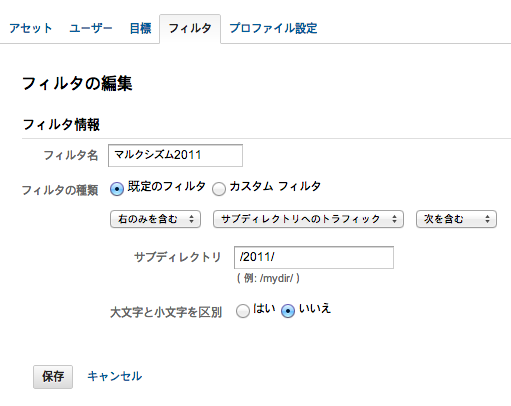 アセット ユーザー 目標 フィルタ プロファイル設定
フィルタの編集
フィルタ情報
フィルタ名 マルクシズム2011
フィルタの種類 既定のフィルタ カスタム フィルタ
右のみを含む サブディレクトリへのトラフィック 次を含む
サブディレクトリ /2011/
( 例: /mydir/ )
大文字と小文字を区別 はい いいえ
保存 キャンセル